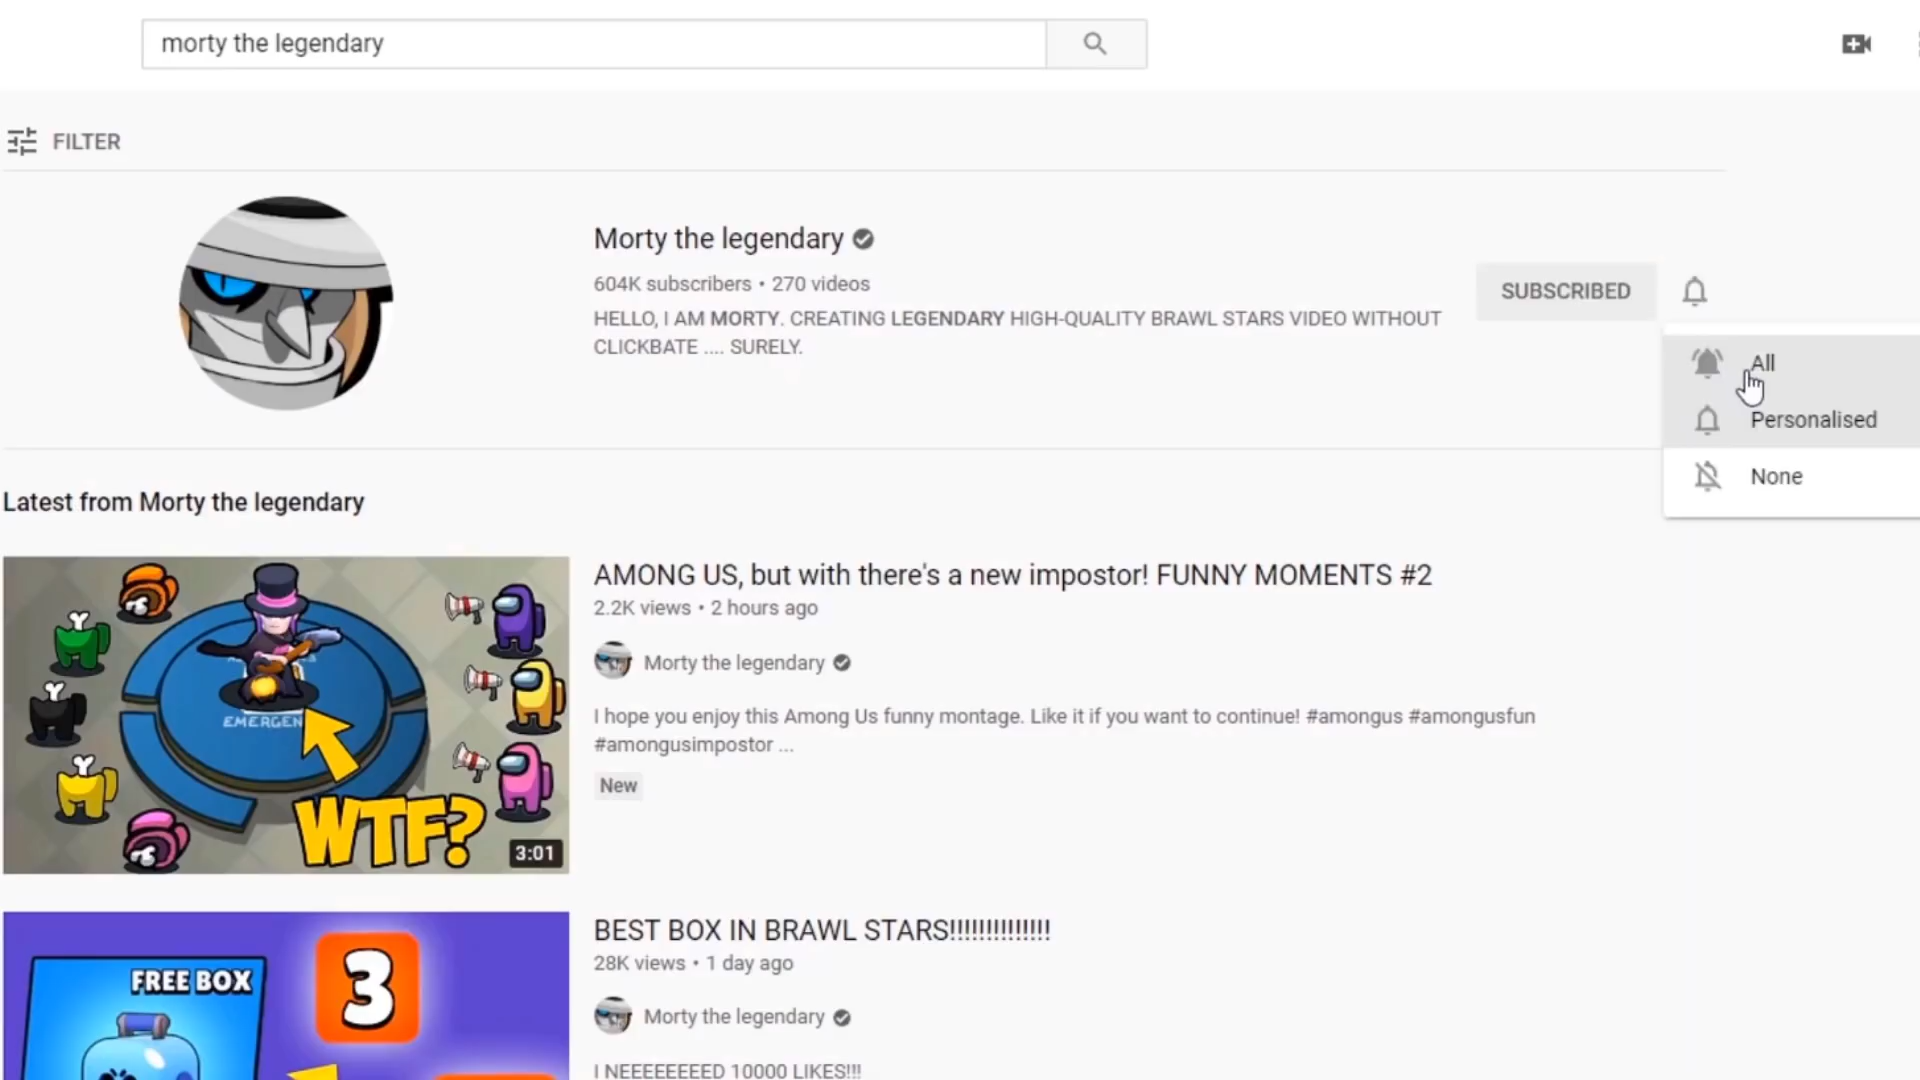 morty the legendary
FILTER
Morty the legendary
604K subscribers • 270 videos
HELLO, I AM MORTY. CREATING LEGENDARY HIGH-QUALITY BRAWL STARS VIDEO WITHOUT
CLICKBATE .... SURELY.
SUBSCRIBED
All
Personalised
None
Latest from Morty the legendary
EMERGEN
WTF?
3:01
AMONG US, but with there's a new impostor! FUNNY MOMENTS #2
2.2K views • 2 hours ago
Morty the legendary
I hope you enjoy this Among Us funny montage. Like it if you want to continue! #amongus #amongusfun
#amongusimpostor ...
New
FREE BOX
3
BEST BOX IN BRAWL STARS!!!!!!!!!!!!!!
28K views • 1 day ago
Morty the legendary
I NEEEEEEEED 10000 LIKES!!!